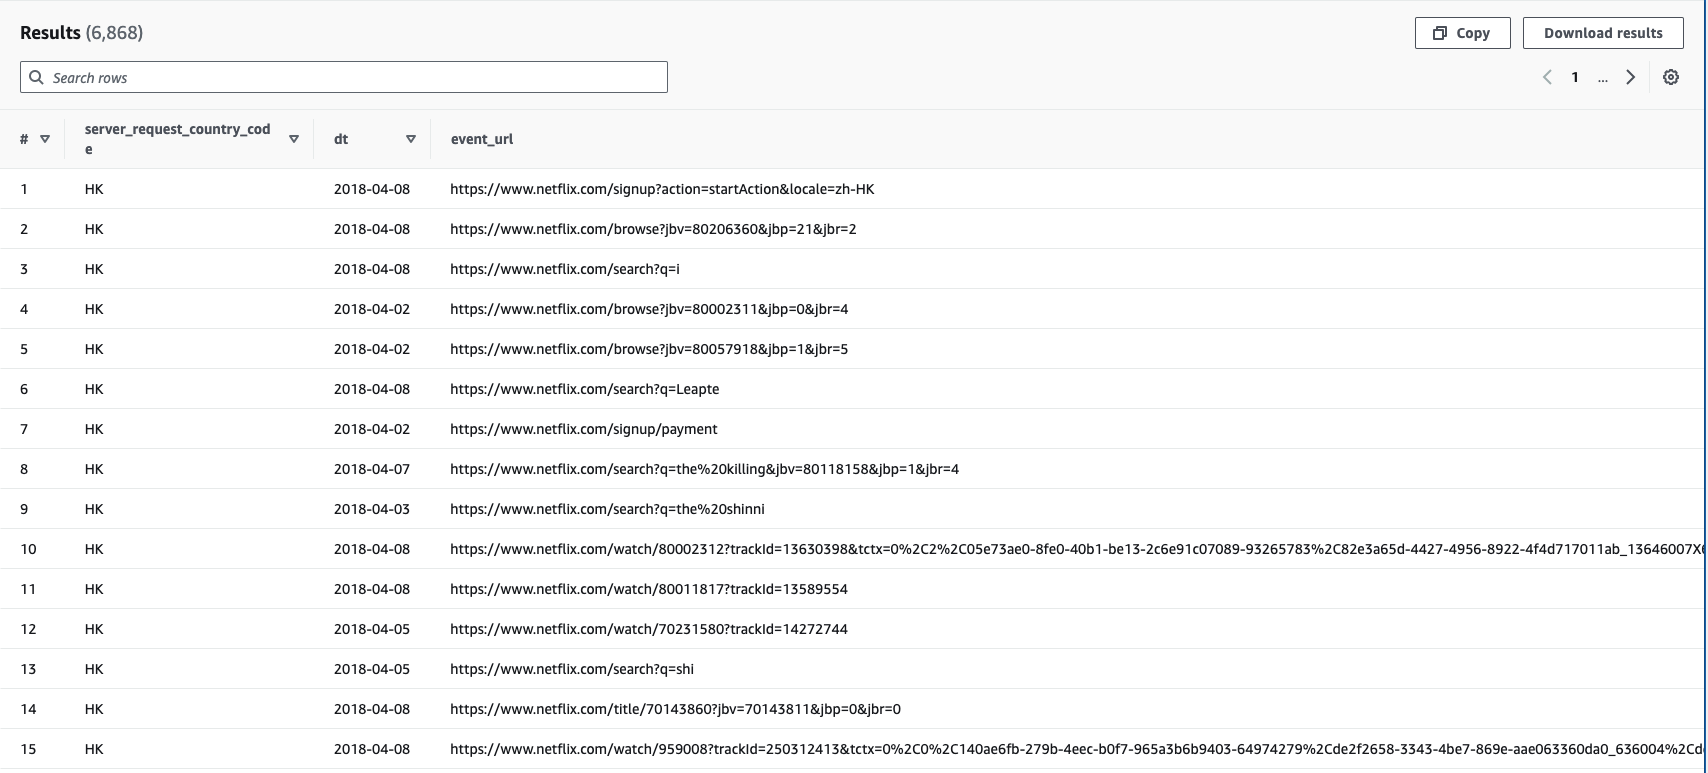 Results (6,868)
Copy
Download results
Search rows
1
...
#
server_request_country_cod
e
dt
event_url
1 HK 2018-04-08 https://www.netflix.com/signup?action=startAction&locale=zh-HK
2 HK 2018-04-08 https://www.netflix.com/browse?jbv=80206360&jbp=21&jbr=2
3 HK 2018-04-08 https://www.netflix.com/search?q=i
4 HK 2018-04-02 https://www.netflix.com/browse?jbv=80002311&jbp=0&jbr=4
5 HK 2018-04-02 https://www.netflix.com/browse?jbv=80057918&jbp=1&jbr=5
6 HK 2018-04-08 https://www.netflix.com/search?q=Leapte
7 HK 2018-04-02 https://www.netflix.com/signup/payment
8 HK 2018-04-07 https://www.netflix.com/search?q=the%20killing&jbv=80118158&jbp=1&jbr=4
9 HK 2018-04-03 https://www.netflix.com/search?q=the%20shinni
10 HK 2018-04-08 https://www.netflix.com/watch/80002312?trackId=13630398&tctx=0%2C2%2C05e73ae0-8fe0-40b1-be13-2c6e91c07089-93265783%2C82e3a65d-4427-4956-8922-4f4d717011ab_13646007X6
11 HK 2018-04-08 https://www.netflix.com/watch/80011817?trackId=13589554
12 HK 2018-04-05 https://www.netflix.com/watch/70231580?trackId=14272744
13 HK 2018-04-05 https://www.netflix.com/search?q=shi
14 HK 2018-04-08 https://www.netflix.com/title/70143860?jbv=70143811&jbp=0&jbr=0
15 HK 2018-04-08 https://www.netflix.com/watch/959008?trackId=250312413&tctx=0%2C0%2C140ae6fb-279b-4eec-b0f7-965a3b6b9403-64974279%2Cde2f2658-3343-4be7-869e-aae063360da0_636004%2Cd